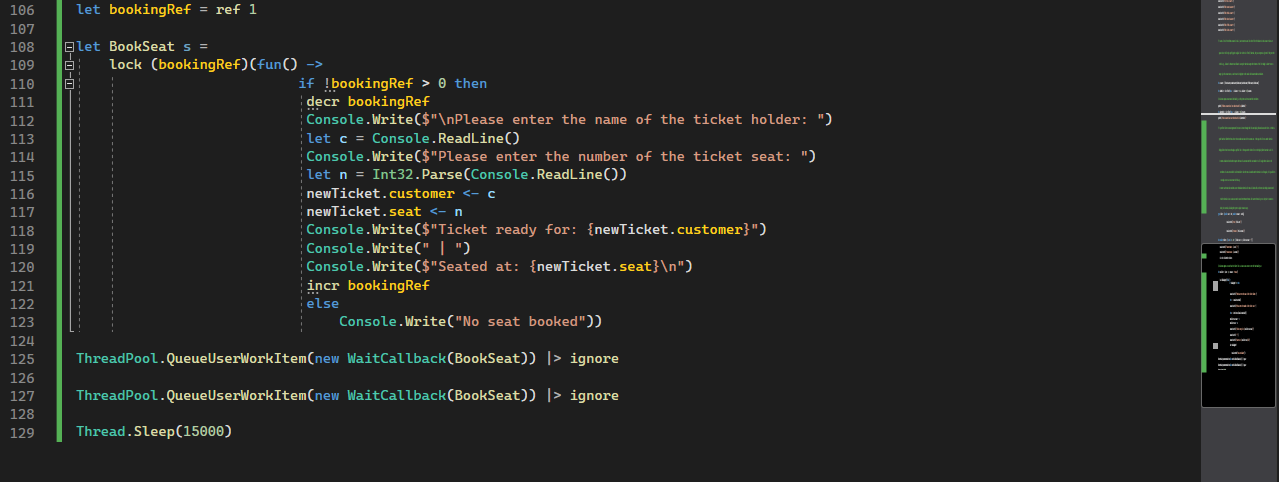 106 let bookingRef = ref 1
107
108 let BookSeat s =
109 lock (bookingRef)(fun() ->
110 if !bookingRef > 0 then
111 decr bookingRef
112 Console.Write($"\nPlease enter the name of the ticket holder: ")
113 let c = Console.ReadLine()
114 Console.Write($"Please enter the number of the ticket seat: ")
115 let n = Int32.Parse(Console.ReadLine())
116 newTicket.customer <- c
117 newTicket.seat <- n
118 Console.Write($"Ticket ready for: {newTicket.customer}")
119 Console.Write(" | ")
120 Console.Write($"Seated at: {newTicket.seat}\n")
121 incr bookingRef
122 else
123 Console.Write("No seat booked"))
124
125 ThreadPool.QueueUserWorkItem(new WaitCallback(BookSeat)) |> ignore
126
127 ThreadPool.QueueUserWorkItem(new WaitCallback(BookSeat)) |> ignore
128
129 Thread.Sleep(15000)